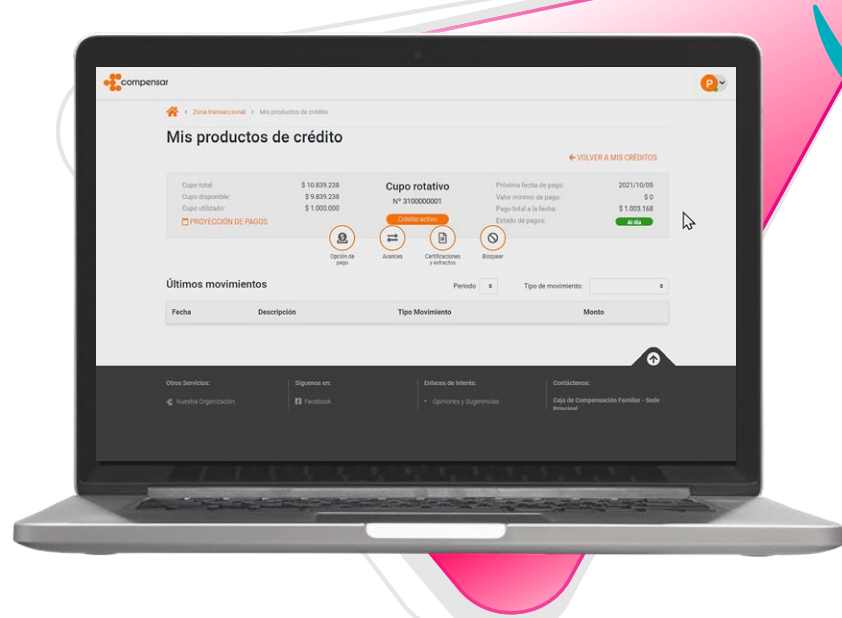 compensar
P
Zona transaccional > Mis productos de crédito
Mis productos de crédito
VOLVER A MIS CRÉDITOS
Cupo total: $ 10.839.238
Cupo disponible: $ 9.839.238
Cupo utilizado: $ 1.000.000
PROYECCIÓN DE PAGOS
Cupo rotativo
N° 3100000001
Crédito activo
Próxima fecha de pago: 2021/10/05
Valor mínimo de pago: $ 0
Pago total a la fecha: $ 1.003.168
Estado de pagos: Al día
Opción de
pago
Avances
Certificaciones
y extractos
Bloquear
Últimos movimientos
Periodo
Tipo de movimiento:
Fecha Descripción Tipo Movimiento Monto
Otros Servicios: Síguenos en: Enlaces de interés: Contáctenos:
Nuestra Organización Facebook • Opiniones y Sugerencias Caja de Compensación Familiar - Sede
Principal